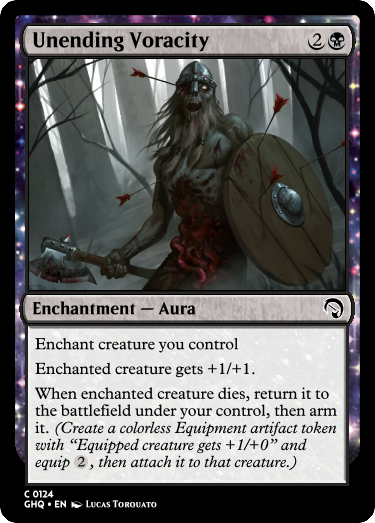 Unending Voracity 2
Enchantment — Aura
Enchant creature you control
Enchanted creature gets +1/+1.
When enchanted creature dies, return it to
the battlefield under your control, then arm
it. (Create a colorless Equipment artifact token
with “Equipped creature gets +1/+0” and
equip 2 , then attach it to that creature.)
C 0124
GHQ • EN Lucas Torquato